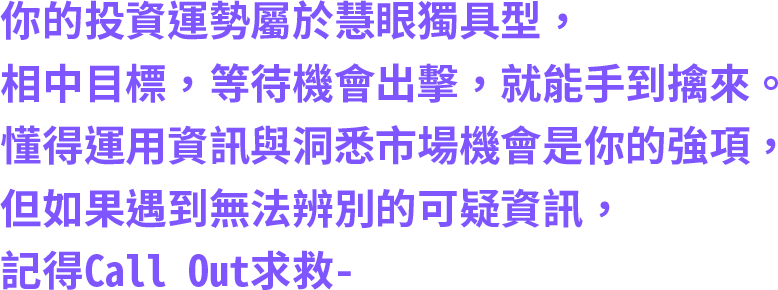 你的投資運勢屬於慧眼獨具型，
相中目標，等待機會出擊，就能手到擒來。
懂得運用資訊與洞悉市場機會是你的強項，
但如果遇到無法辨別的可疑資訊，
記得Call Out求救-